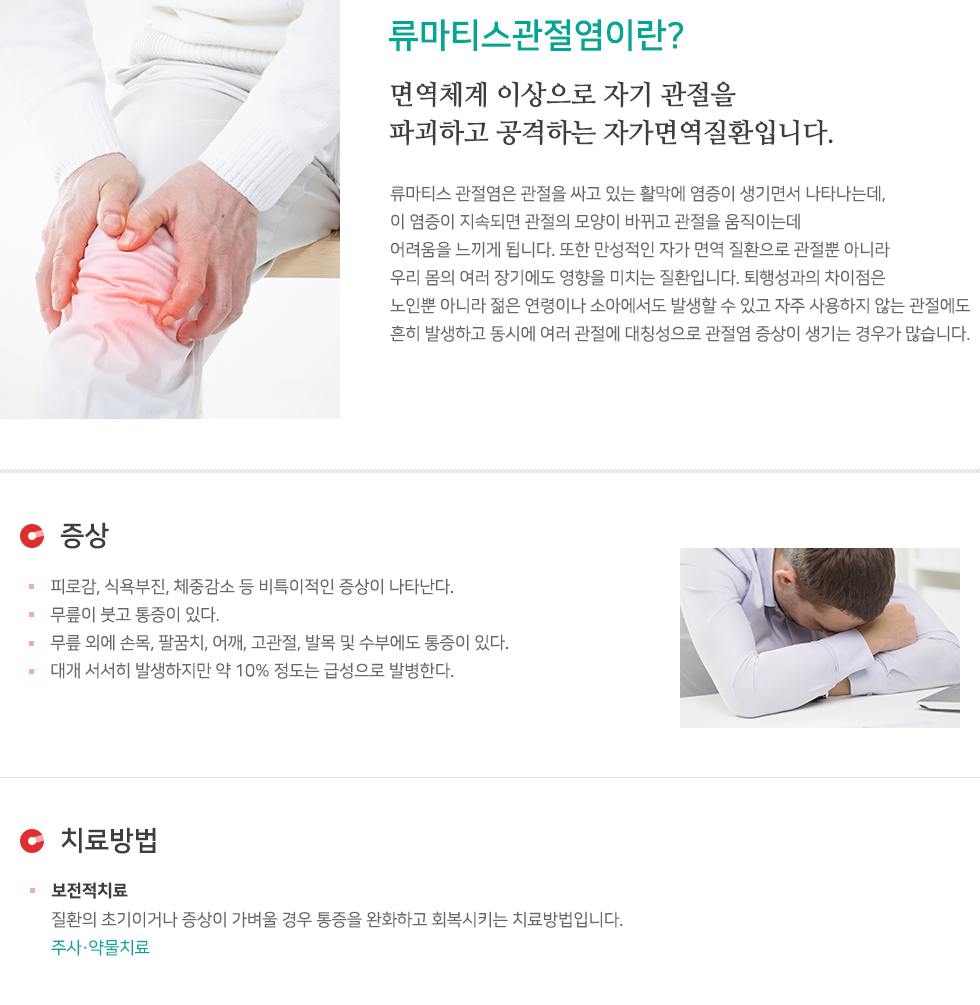 류마티스관절염이란?
면역체계 이상으로 자기 관절을
파괴하고 공격하는 자가면역질환입니다.
류마티스 관절염은 관절을 싸고 있는 활막에 염증이 생기면서 나타나는데,
이 염증이 지속되면 관절의 모양이 바뀌고 관절을 움직이는데
어려움을 느끼게 됩니다. 또한 만성적인 자가 면역 질환으로 관절뿐 아니라
우리 몸의 여러 장기에도 영향을 미치는 질환입니다. 퇴행성과의 차이점은
노인뿐 아니라 젊은 연령이나 소아에서도 발생할 수 있고 자주 사용하지 않는 관절에도
흔히 발생하고 동시에 여러 관절에 대칭성으로 관절염 증상이 생기는 경우가 많습니다.
증상
피로감, 식욕부진, 체중감소 등 비특이적인 증상이 나타난다.
무릎이 붓고 통증이 있다.
무릎 외에 손목, 팔꿈치, 어깨, 고관절, 발목 및 수부에도 통증이 있다.
대개 서서히 발생하지만 약 10% 정도는 급성으로 발병한다.
치료방법
보전적치료
질환의 초기이거나 증상이 가벼울 경우 통증을 완화하고 회복시키는 치료방법입니다.
주사·약물치료